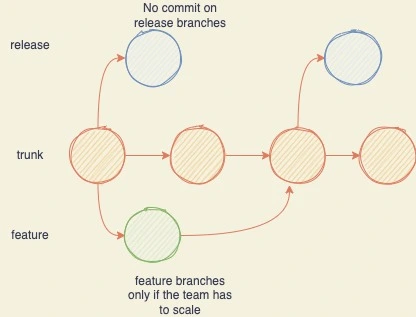 No commit on
release branches
release
trunk
feature
feature branches
only if the team has
to scale